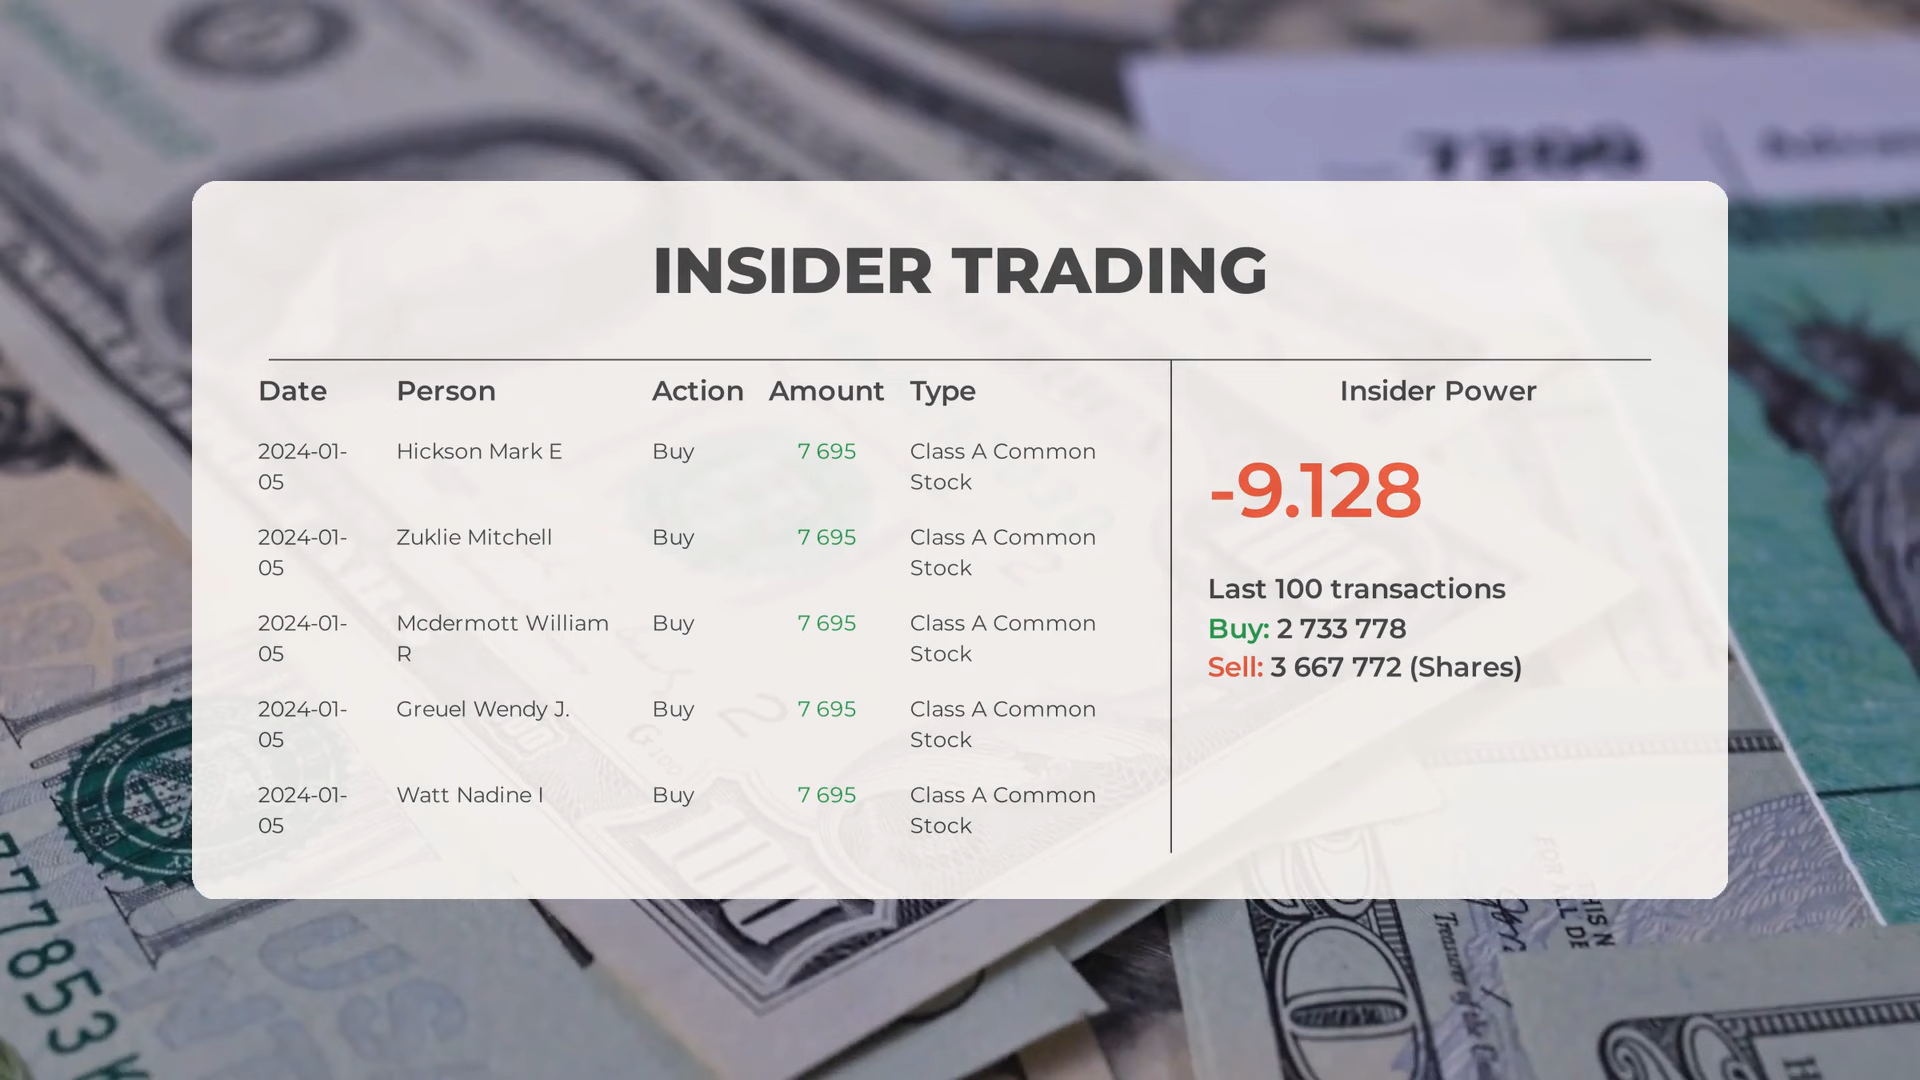 INSIDER TRADING
Date Person Action Amount Type
2024-01-05 Hickson Mark E Buy 7 695 Class A Common Stock
2024-01-05 Zuklie Mitchell Buy 7 695 Class A Common Stock
2024-01-05 Mcdermott William R Buy 7 695 Class A Common Stock
2024-01-05 Greuel Wendy J. Buy 7 695 Class A Common Stock
2024-01-05 Watt Nadine I Buy 7 695 Class A Common Stock
Insider Power
-9.128
Last 100 transactions
Buy: 2 733 778
Sell: 3 667 772 (Shares)